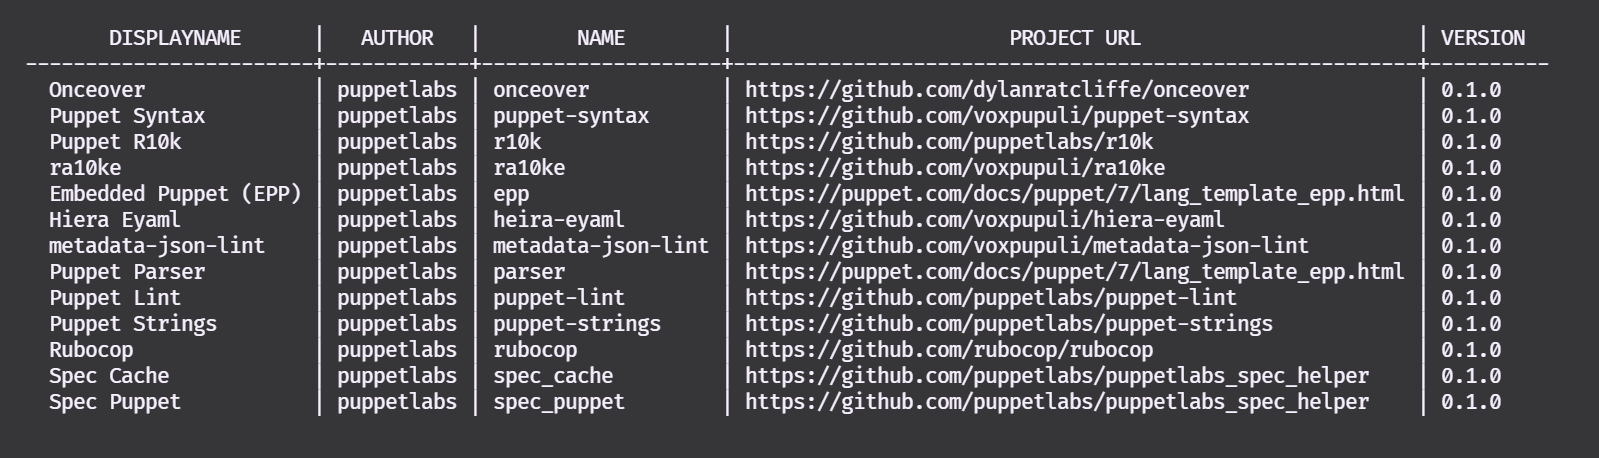 DISPLAYNAME | AUTHOR | NAME | PROJECT URL | VERSION
------------------------+------------+--------------------+---------------------------------------------------------+----------
Onceover | puppetlabs | onceover | https://github.com/dylanratcliffe/onceover | 0.1.0
Puppet Syntax | puppetlabs | puppet-syntax | https://github.com/voxpupuli/puppet-syntax | 0.1.0
Puppet R10k | puppetlabs | r10k | https://github.com/puppetlabs/r10k | 0.1.0
ra10ke | puppetlabs | ra10ke | https://github.com/voxpupuli/ra10ke | 0.1.0
Embedded Puppet (EPP) | puppetlabs | epp | https://puppet.com/docs/puppet/7/lang_template_epp.html | 0.1.0
Hiera Eyaml | puppetlabs | heira-eyaml | https://github.com/voxpupuli/hiera-eyaml | 0.1.0
metadata-json-lint | puppetlabs | metadata-json-lint | https://github.com/voxpupuli/metadata-json-lint | 0.1.0
Puppet Parser | puppetlabs | parser | https://puppet.com/docs/puppet/7/lang_template_epp.html | 0.1.0
Puppet Lint | puppetlabs | puppet-lint | https://github.com/puppetlabs/puppet-lint | 0.1.0
Puppet Strings | puppetlabs | puppet-strings | https://github.com/puppetlabs/puppet-strings | 0.1.0
Rubocop | puppetlabs | rubocop | https://github.com/rubocop/rubocop | 0.1.0
Spec Cache | puppetlabs | spec_cache | https://github.com/puppetlabs/puppetlabs_spec_helper | 0.1.0
Spec Puppet | puppetlabs | spec_puppet | https://github.com/puppetlabs/puppetlabs_spec_helper | 0.1.0